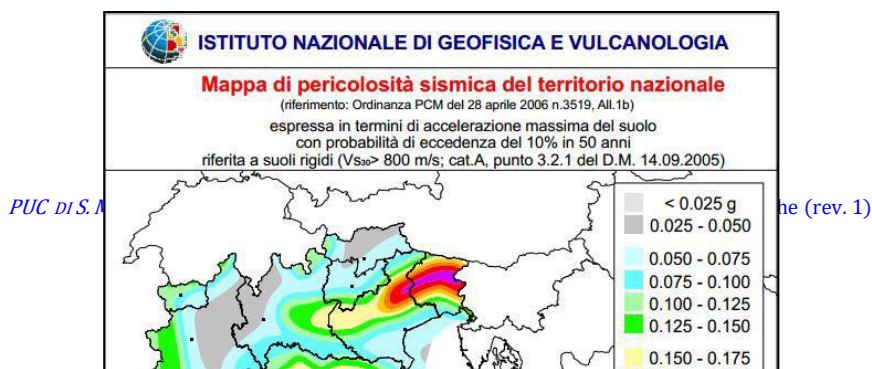 ISTITUTO NAZIONALE DI GEOFISICA E VULCANOLOGIA
Mappa di pericolosità sismica del territorio nazionale
(riferimento: Ordinanza PCM del 28 aprile 2006 n.3519, All.1b)
espressa in termini di accelerazione massima del suolo
con probabilità di eccedenza del 10% in 50 anni
riferita a suoli rigidi (Vs₃₀> 800 m/s; cat.A, punto 3.2.1 del D.M. 14.09.2005)
PUC DI S. he (rev. 1)
< 0.025 g
0.025 - 0.050
0.050 - 0.075
0.075 - 0.100
0.100 - 0.125
0.125 - 0.150
0.150 - 0.175